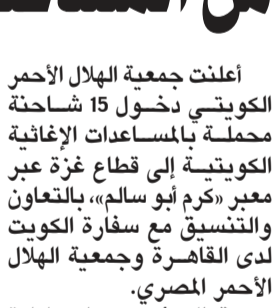 أعلنت جمعية الهلال الأحمر
الكويتي دخول 15 شاحنة
محملة بالمساعدات الإغاثية
الكويتية إلى قطاع غزة عبر
معبر «كرم أبو سالم»، بالتعاون
والتنسيق مع سفارة الكويت
لدى القاهرة وجمعية الهلال
الأحمر المصري.